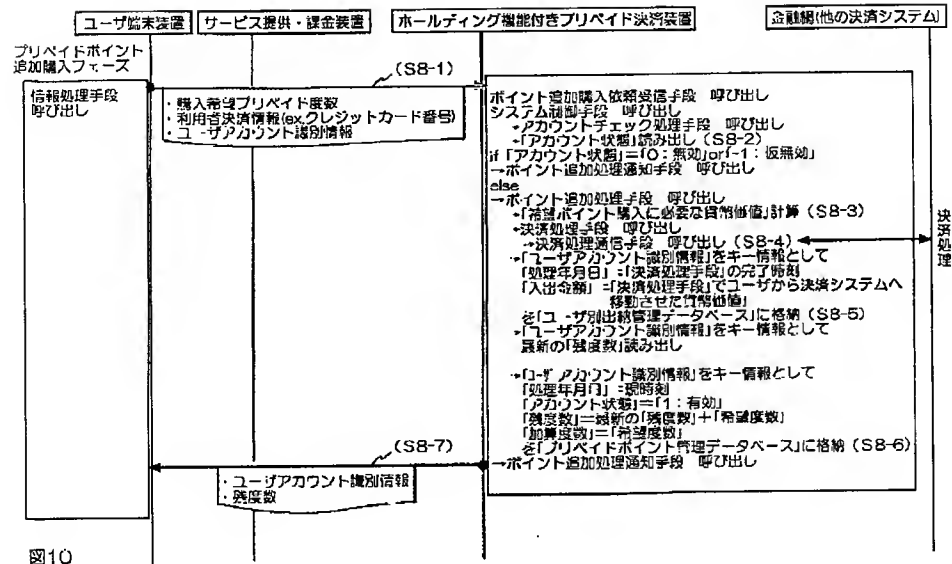 ユーザ端末装置
サービス提供・課金装置
ホールディング機能付きプリペイド決済装置
金融網(他の決済システム)
プリペイドポイント
追加購入フェーズ
情報処理手段
呼び出し
(S8-1)
・購入希望プリペイド度数
・利用者決済情報(ex.クレジットカード番号)
・ユーザアカウント識別情報
ポイント追加購入依頼受信手段 呼び出し
システム制御手段 呼び出し
→アカウントチェック処理手段 呼び出し
→「アカウント状態」読み出し(S8-2)
if「アカウント状態」=「0:無効」or「-1:仮無効」
→ポイント追加処理通知手段 呼び出し
else
→ポイント追加処理手段 呼び出し
→「希望ポイント購入に必要な貨幣価値」計算(S8-3)
→決済処理手段 呼び出し
→決済処理通信手段 呼び出し(S8-4)
決済処理
→「ユーザアカウント識別情報」をキー情報として
「処理年月日」=「決済処理手段」の完了時刻
「入出金額」=「決済処理手段」でユーザから決済システムへ
移動させた貨幣価値」
を「ユーザ別出納管理データベース」に格納(S8-5)
→「ユーザアカウント識別情報」をキー情報として
最新の「残度数」読み出し
→「ユーザアカウント識別情報」をキー情報として
「処理年月日」=現時刻
「アカウント状態」=「1:有効」
「残度数」=最新の「残度数」+「希望度数」
「加算度数」=「希望度数」
を「プリペイドポイント管理データベース」に格納(S8-6)
→ポイント追加処理通知手段 呼び出し
(S8-7)
・ユーザアカウント識別情報
・残度数
図10